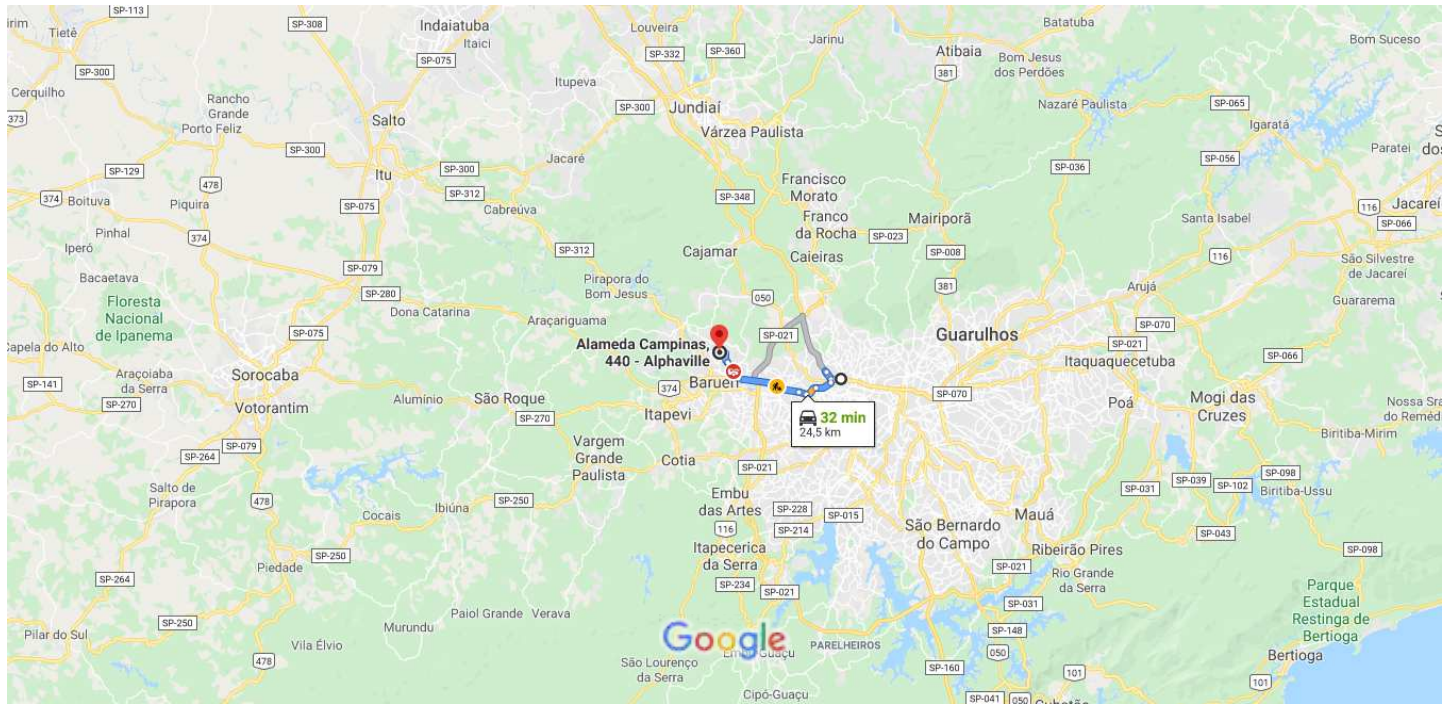 SP-113
Tietê
SP-308
Indaiatuba
Itaici
SP-075
Louveira
SP-332
SP-360
Jarinu
Batatuba
Atibaia
381
Bom Jesus
dos Perdões
Bom Sucesso
SP-300
Cerquilho
373
Rancho
Grande
Porto Feliz
Itupeva
SP-300
Jundiaí
Várzea Paulista
Salto
Nazaré Paulista
SP-065
Igaratá
SP-300
Jacaré
SP-300
Itu
SP-312
SP-036
SP-056
Paratei
SP-129
478
374
Boituva
Piquira
SP-075
Cabreúva
SP-348
Francisco
Morato
Franco
da Rocha
Mairiporã
SP-023
Santa Isabel
116
Jacareí
SP-066
Pinhal
Iperó
374
SP-312
Cajamar
Caieiras
SP-008
116
São Silvestre
de Jacareí
Bacaetava
SP-079
SP-280
Pirapora do
Bom Jesus
050
381
Arujá
Guararema
Floresta
Nacional
de Ipanema
Dona Catarina
Araçariguama
SP-075
SP-021
Guarulhos
SP-070
SP-021
Capela do Alto
Alameda Campinas,
440 - Alphaville
Itaquaquecetuba
SP-066
SP-141
Araçoiaba
da Serra
Sorocaba
SP-270
Votorantim
Alumínio
São Roque
374
Barueri
SP-070
Poá
Mogi das
Cruzes
Itapevi
SP-270
32 min
24,5 km
Biritiba-Mirim
SP-264
SP-079
Vargem
Grande
Paulista
Cotia
SP-021
Salto de
Pirapora
478
Ibiúna
SP-250
Embu
das Artes
SP-228
SP-015
SP-031
SP-039
SP-102
SP-098
Biritiba-Ussu
Cocais
116
SP-214
São Bernardo
do Campo
Mauá
SP-043
SP-250
Piedade
Itapecerica
da Serra
Ribeirão Pires
SP-098
SP-264
SP-234
SP-021
SP-021
Rio Grande
da Serra
SP-031
Parque
Estadual
Restinga de
Bertioga
SP-250
Paiol Grande
Verava
Murundu
Pilar do Sul
Vila Élvio
Google
PARELHEIROS
SP-148
478
São Lourenço
da Serra
SP-160
050
Bertioga
101
101
Cipó-Guaçu
SP-041
050